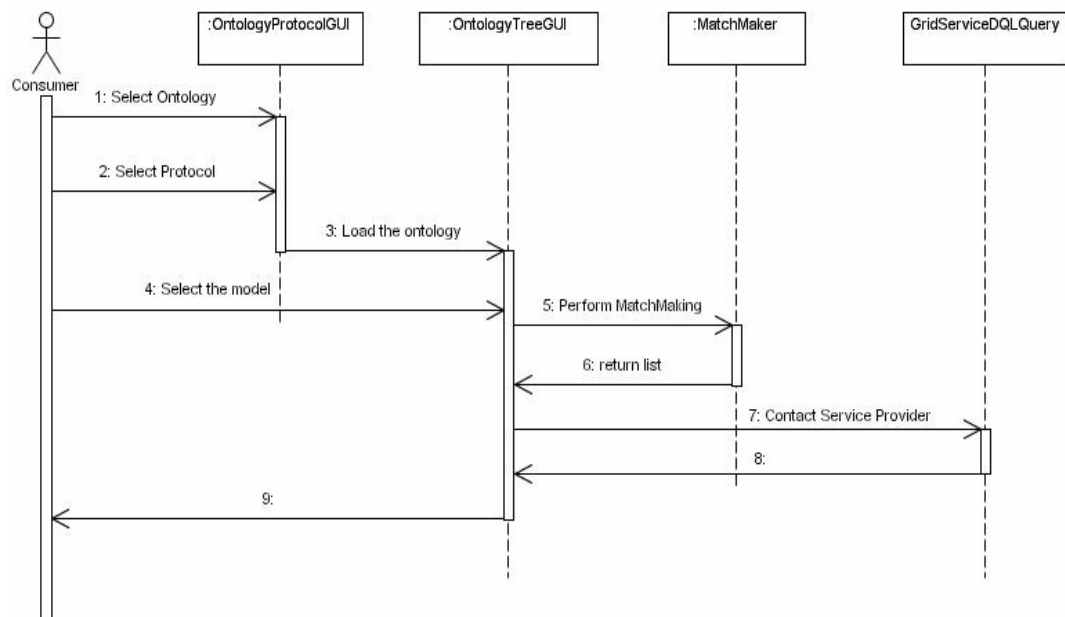 :OntologyProtocolGUI
:OntologyTreeGUI
:MatchMaker
GridServiceDQLQuery
Consumer
1: Select Ontology
2: Select Protocol
3: Load the ontology
4: Select the model
5: Perform MatchMaking
6: return list
7: Contact Service Provider
8:
9: